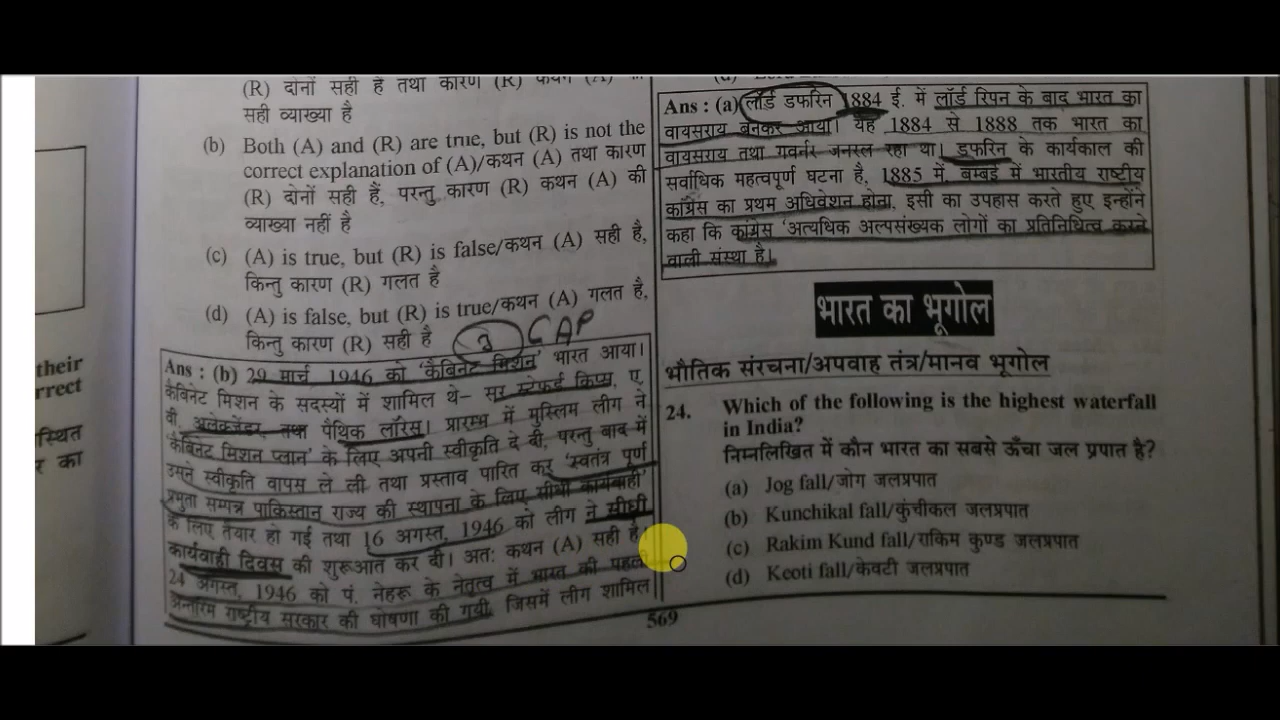 their
rrect
स्थित
र का
(R) दोनों सही है तथा कारण (R) कथन (A) का
सही व्याख्या है
(b) Both (A) and (R) are true, but (R) is not the
correct explanation of (A)/कथन (A) तथा कारण
(R) दोनों सही हैं, परन्तु कारण (R) कथन (A) की
व्याख्या नहीं है
(c) (A) is true, but (R) is false/कथन (A) सही है,
किन्तु कारण (R) गलत है
(d) (A) is false, but (R) is true/कथन (A) गलत है,
किन्तु कारण (R) सही है
3 CAP
Ans : (b) 29 मार्च 1946 को 'कैबिनेट मिशन' भारत आया।
कैबिनेट मिशन के सदस्यों में शामिल थे– सर स्टेफर्ड क्रिप्स, ए.
वी. अलेक्जेंडर तथा पैथिक लॉरेंस। प्रारम्भ में मुस्लिम लीग ने
'कैबिनेट मिशन प्लान' के लिए अपनी स्वीकृति दे दी, परन्तु बाद में
उसने स्वीकृति वापस ले ली तथा प्रस्ताव पारित कर 'स्वतंत्र पूर्ण
प्रभुता सम्पन्न पाकिस्तान राज्य की स्थापना के लिए सीधी कार्यवाही'
के लिए तैयार हो गई तथा 16 अगस्त, 1946 को लीग ने सीधी
कार्यवाही दिवस की शुरूआत कर दी। अतः कथन (A) सही है।
24 अगस्त, 1946 को पं. नेहरू के नेतृत्व में भारत की पहली
अन्तरिम राष्ट्रीय सरकार की घोषणा की गयी, जिसमें लीग शामिल
Ans : (a) लॉर्ड डफरिन 1884 ई. में लॉर्ड रिपन के बाद भारत का
वायसराय बनकर आया। यह 1884 से 1888 तक भारत का
वायसराय तथा गवर्नर जनरल रहा था। डफरिन के कार्यकाल की
सर्वाधिक महत्वपूर्ण घटना है, 1885 में बम्बई में भारतीय राष्ट्रीय
कांग्रेस का प्रथम अधिवेशन होना, इसी का उपहास करते हुए इन्होंने
कहा कि कांग्रेस 'अत्यधिक अल्पसंख्यक लोगों का प्रतिनिधित्व करने
वाली संस्था है।
भारत का भूगोल
भौतिक संरचना/अपवाह तंत्र/मानव भूगोल
24. Which of the following is the highest waterfall
in India?
निम्नलिखित में कौन भारत का सबसे ऊँचा जल प्रपात है?
(a) Jog fall/जोग जलप्रपात
(b) Kunchikal fall/कुंचीकल जलप्रपात
(c) Rakim Kund fall/राकिम कुण्ड जलप्रपात
(d) Keoti fall/केवटी जलप्रपात
569